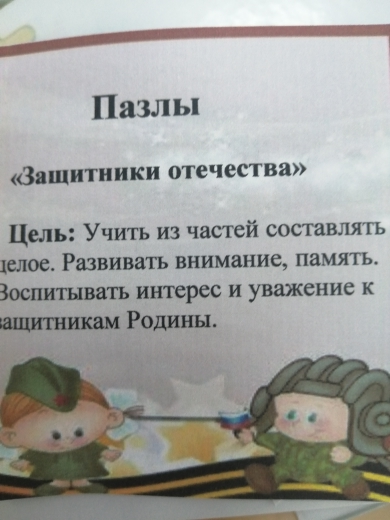 Пазлы
«Защитники отечества»
Цель: Учить из частей составлять
целое. Развивать внимание, память.
Воспитывать интерес и уважение к
защитникам Родины.